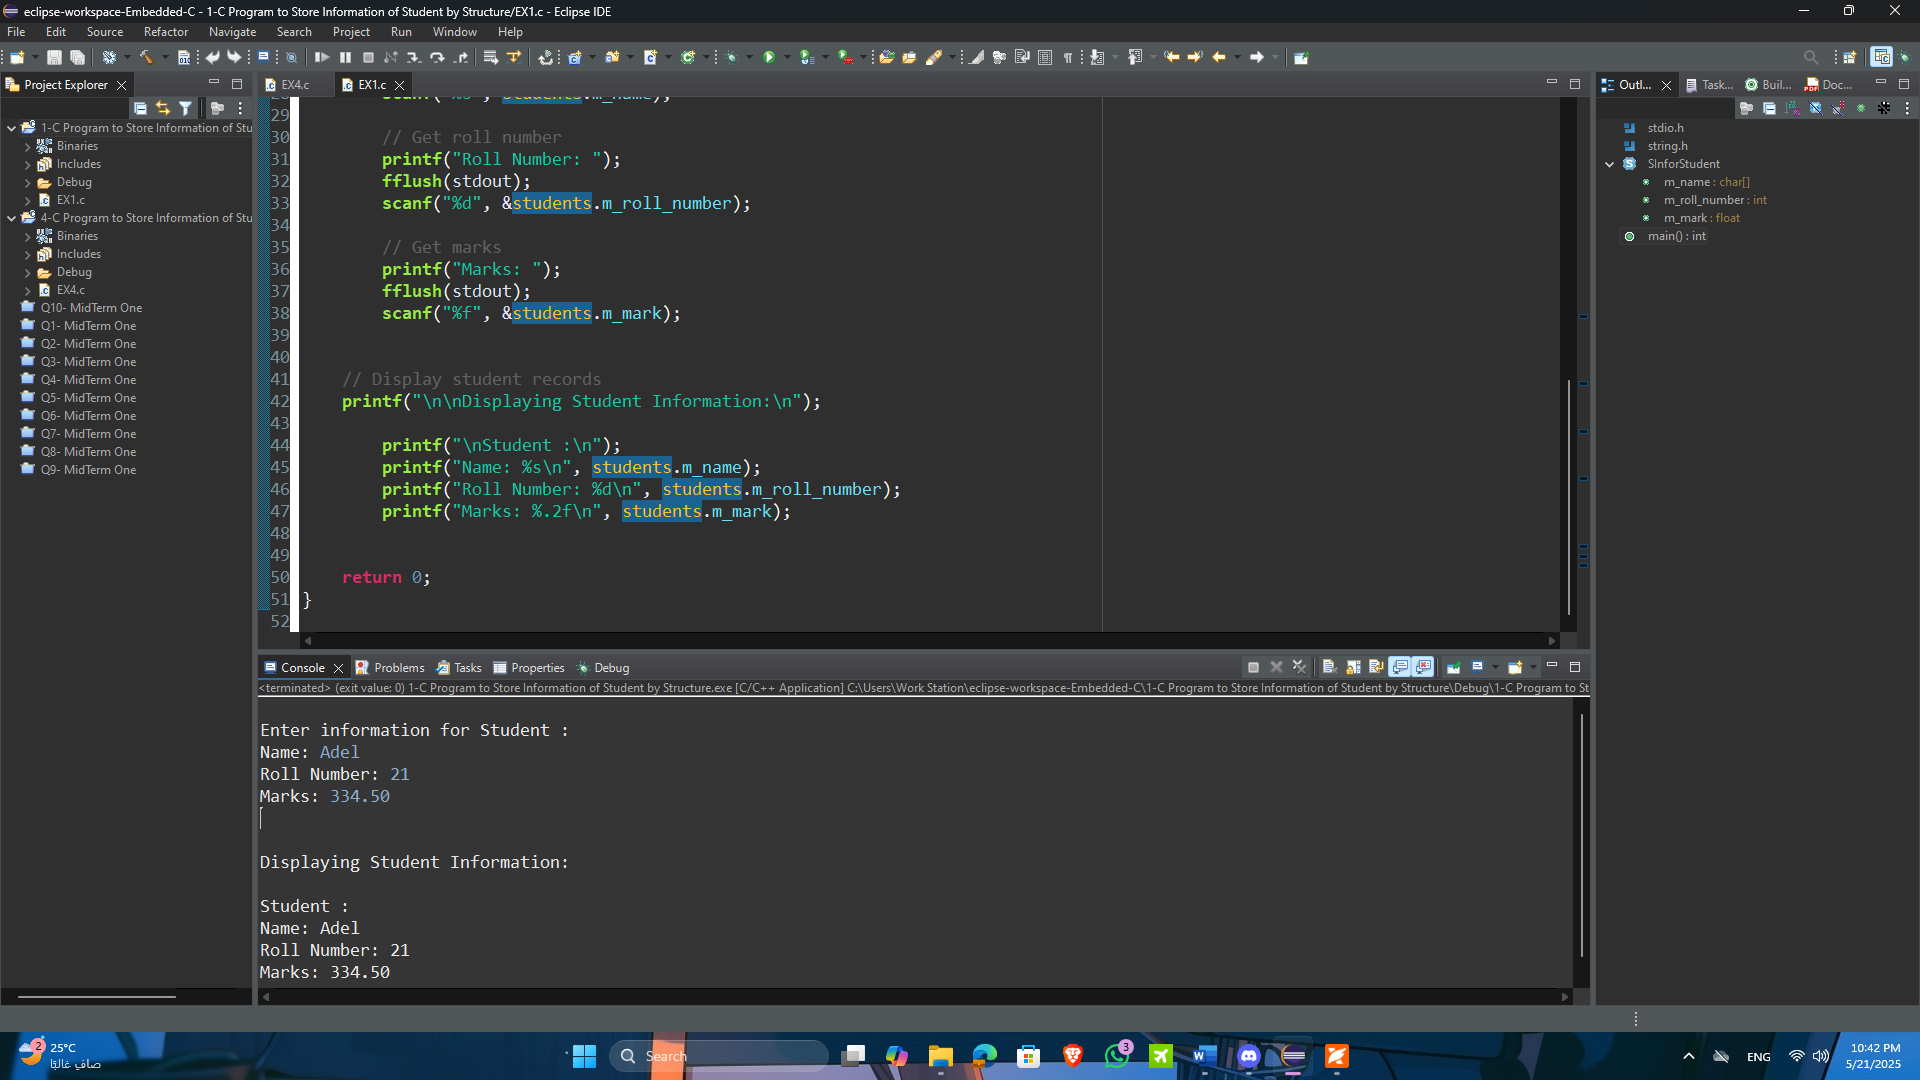 eclipse-workspace-Embedded-C - 1-C Program to Store Information of Student by Structure/EX1.c - Eclipse IDE
File Edit Source Refactor Navigate Search Project Run Window Help
Project Explorer
1-C Program to Store Information of Stu
Binaries
Includes
Debug
EX1.c
4-C Program to Store Information of Stu
Binaries
Includes
Debug
EX4.c
Q10- MidTerm One
Q1- MidTerm One
Q2- MidTerm One
Q3- MidTerm One
Q4- MidTerm One
Q5- MidTerm One
Q6- MidTerm One
Q7- MidTerm One
Q8- MidTerm One
Q9- MidTerm One
EX4.c EX1.c
29
30 // Get roll number
31 printf("Roll Number: ");
32 fflush(stdout);
33 scanf("%d", &students.m_roll_number);
34
35 // Get marks
36 printf("Marks: ");
37 fflush(stdout);
38 scanf("%f", &students.m_mark);
39
40
41 // Display student records
42 printf("\n\nDisplaying Student Information:\n");
43
44 printf("\nStudent :\n");
45 printf("Name: %s\n", students.m_name);
46 printf("Roll Number: %d\n", students.m_roll_number);
47 printf("Marks: %.2f\n", students.m_mark);
48
49
50 return 0;
51 }
52
Outl... Task... Buil... Doc...
stdio.h
string.h
SInforStudent
m_name : char[]
m_roll_number : int
m_mark : float
main() : int
Console Problems Tasks Properties Debug
<terminated> (exit value: 0) 1-C Program to Store Information of Student by Structure.exe [C/C++ Application] C:\Users\Work Station\eclipse-workspace-Embedded-C\1-C Program to Store Information of Student by Structure\Debug\1-C Program to St
Enter information for Student :
Name: Adel
Roll Number: 21
Marks: 334.50
Displaying Student Information:
Student :
Name: Adel
Roll Number: 21
Marks: 334.50
2
25°C
صافٍ غالبًا
Search
3
ENG
10:42 PM
5/21/2025